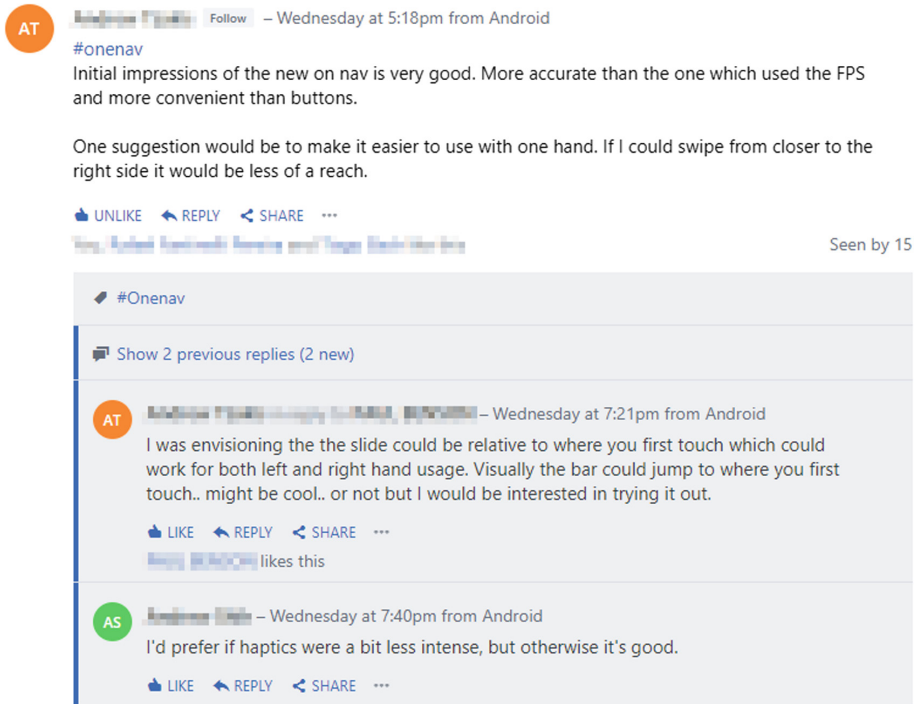 AT
Follow – Wednesday at 5:18pm from Android
#onenav
Initial impressions of the new on nav is very good. More accurate than the one which used the FPS
and more convenient than buttons.
One suggestion would be to make it easier to use with one hand. If I could swipe from closer to the
right side it would be less of a reach.
UNLIKE REPLY SHARE •••
Seen by 15
#Onenav
Show 2 previous replies (2 new)
AT
– Wednesday at 7:21pm from Android
I was envisioning the the slide could be relative to where you first touch which could
work for both left and right hand usage. Visually the bar could jump to where you first
touch.. might be cool.. or not but I would be interested in trying it out.
LIKE REPLY SHARE •••
likes this
AS
– Wednesday at 7:40pm from Android
I'd prefer if haptics were a bit less intense, but otherwise it's good.
LIKE REPLY SHARE •••